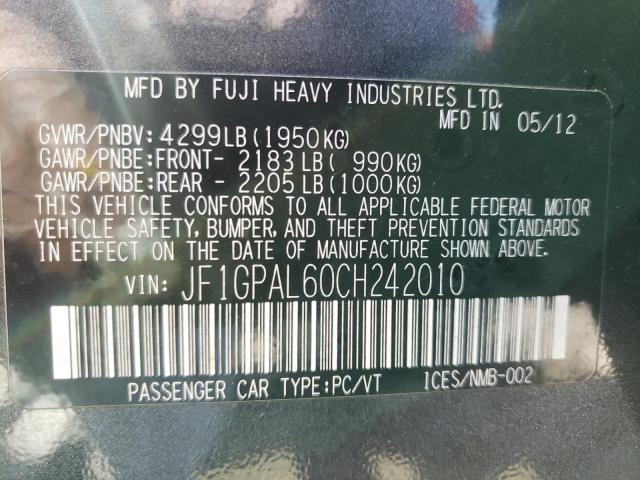 MFD BY FUJI HEAVY INDUSTRIES LTD.
MFD IN 05/12
GVWR/PNBV: 4299LB(1950KG)
GAWR/PNBE:FRONT- 2183LB( 990KG)
GAWR/PNBE:REAR - 2205LB(1000KG)
THIS VEHICLE CONFORMS TO ALL APPLICABLE FEDERAL MOTOR
VEHICLE SAFETY, BUMPER, AND THEFT PREVENTION STANDARDS
IN EFFECT ON THE DATE OF MANUFACTURE SHOWN ABOVE.
VIN: JF1GPAL60CH242010
PASSENGER CAR TYPE:PC/VT ICES/NMB-002